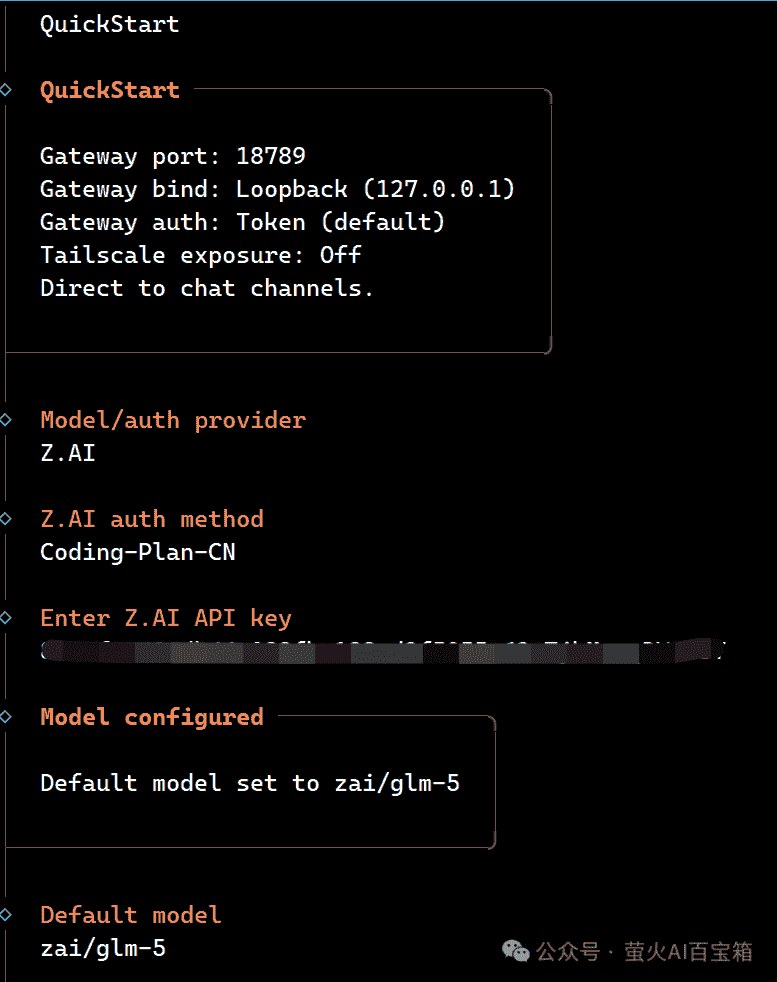 QuickStart
QuickStart
Gateway port: 18789
Gateway bind: Loopback (127.0.0.1)
Gateway auth: Token (default)
Tailscale exposure: Off
Direct to chat channels.
Model/auth provider
Z.AI
Z.AI auth method
Coding-Plan-CN
Enter Z.AI API key
Model configured
Default model set to zai/glm-5
Default model
zai/glm-5
公众号 · 萤火AI百宝箱